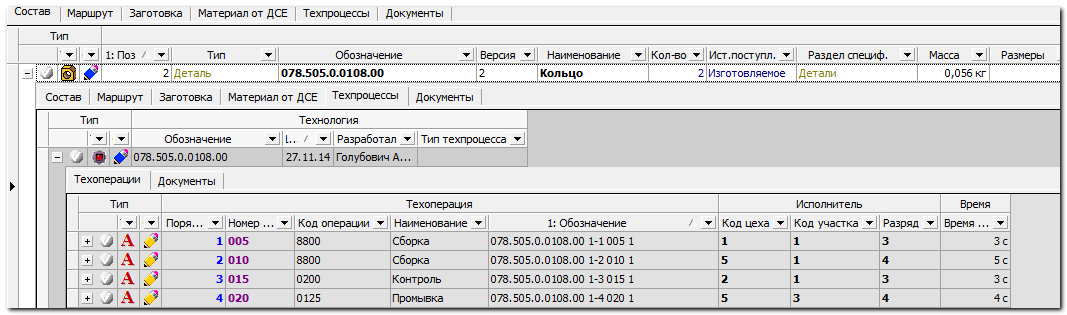 Состав Маршрут Заготовка Материал от ДСЕ Техпроцессы Документы
Тип
1: Поз Тип Обозначение Версия Наименование Кол-во Ист.поступл. Раздел специф. Масса Размеры
2 Деталь 078.505.0.0108.00 2 Кольцо 2 Изготовляемое Детали 0,056 кг
Состав Маршрут Заготовка Материал от ДСЕ Техпроцессы Документы
Тип Технология
Обозначение Разработал Тип техпроцесса
078.505.0.0108.00 27.11.14 Голубович А...
Техоперации Документы
Тип Техоперация Исполнитель Время
Поря... Номер ... Код операции Наименование 1: Обозначение Код цеха Код участка Разряд Время ...
1 005 8800 Сборка 078.505.0.0108.00 1-1 005 1 1 1 3 3 с
2 010 8800 Сборка 078.505.0.0108.00 1-2 010 1 5 1 4 5 с
3 015 0200 Контроль 078.505.0.0108.00 1-3 015 1 2 1 3 3 с
4 020 0125 Промывка 078.505.0.0108.00 1-4 020 1 5 3 4 4 с